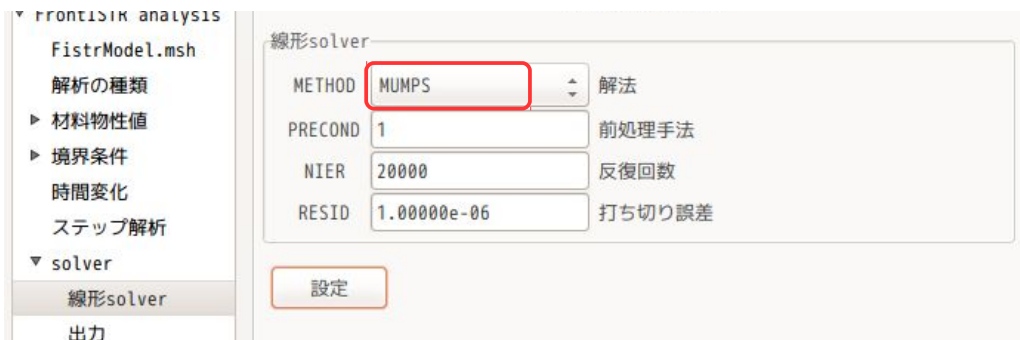 ▼ FrontISTR analysis
FistrModel.msh
解析の種類
▶ 材料物性値
▶ 境界条件
時間変化
ステップ解析
▼ solver
線形solver
出力
線形solver
METHOD MUMPS 解法
PRECOND 1 前処理手法
NIER 20000 反復回数
RESID 1.00000e-06 打ち切り誤差
設定